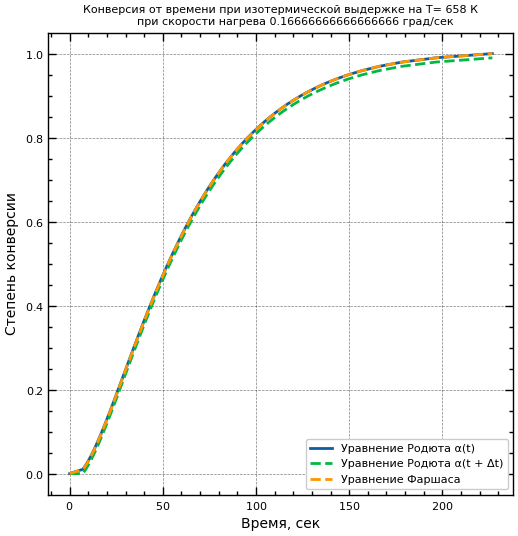 Конверсия от времени при изотермической выдержке на T= 658 K
при скорости нагрева 0.16666666666666666 град/сек
Степень конверсии
1.0
0.8
0.6
0.4
0.2
0.0
Уравнение Родюта α(t)
Уравнение Родюта α(t + Δt)
Уравнение Фаршаса
0 50 100 150 200
Время, сек